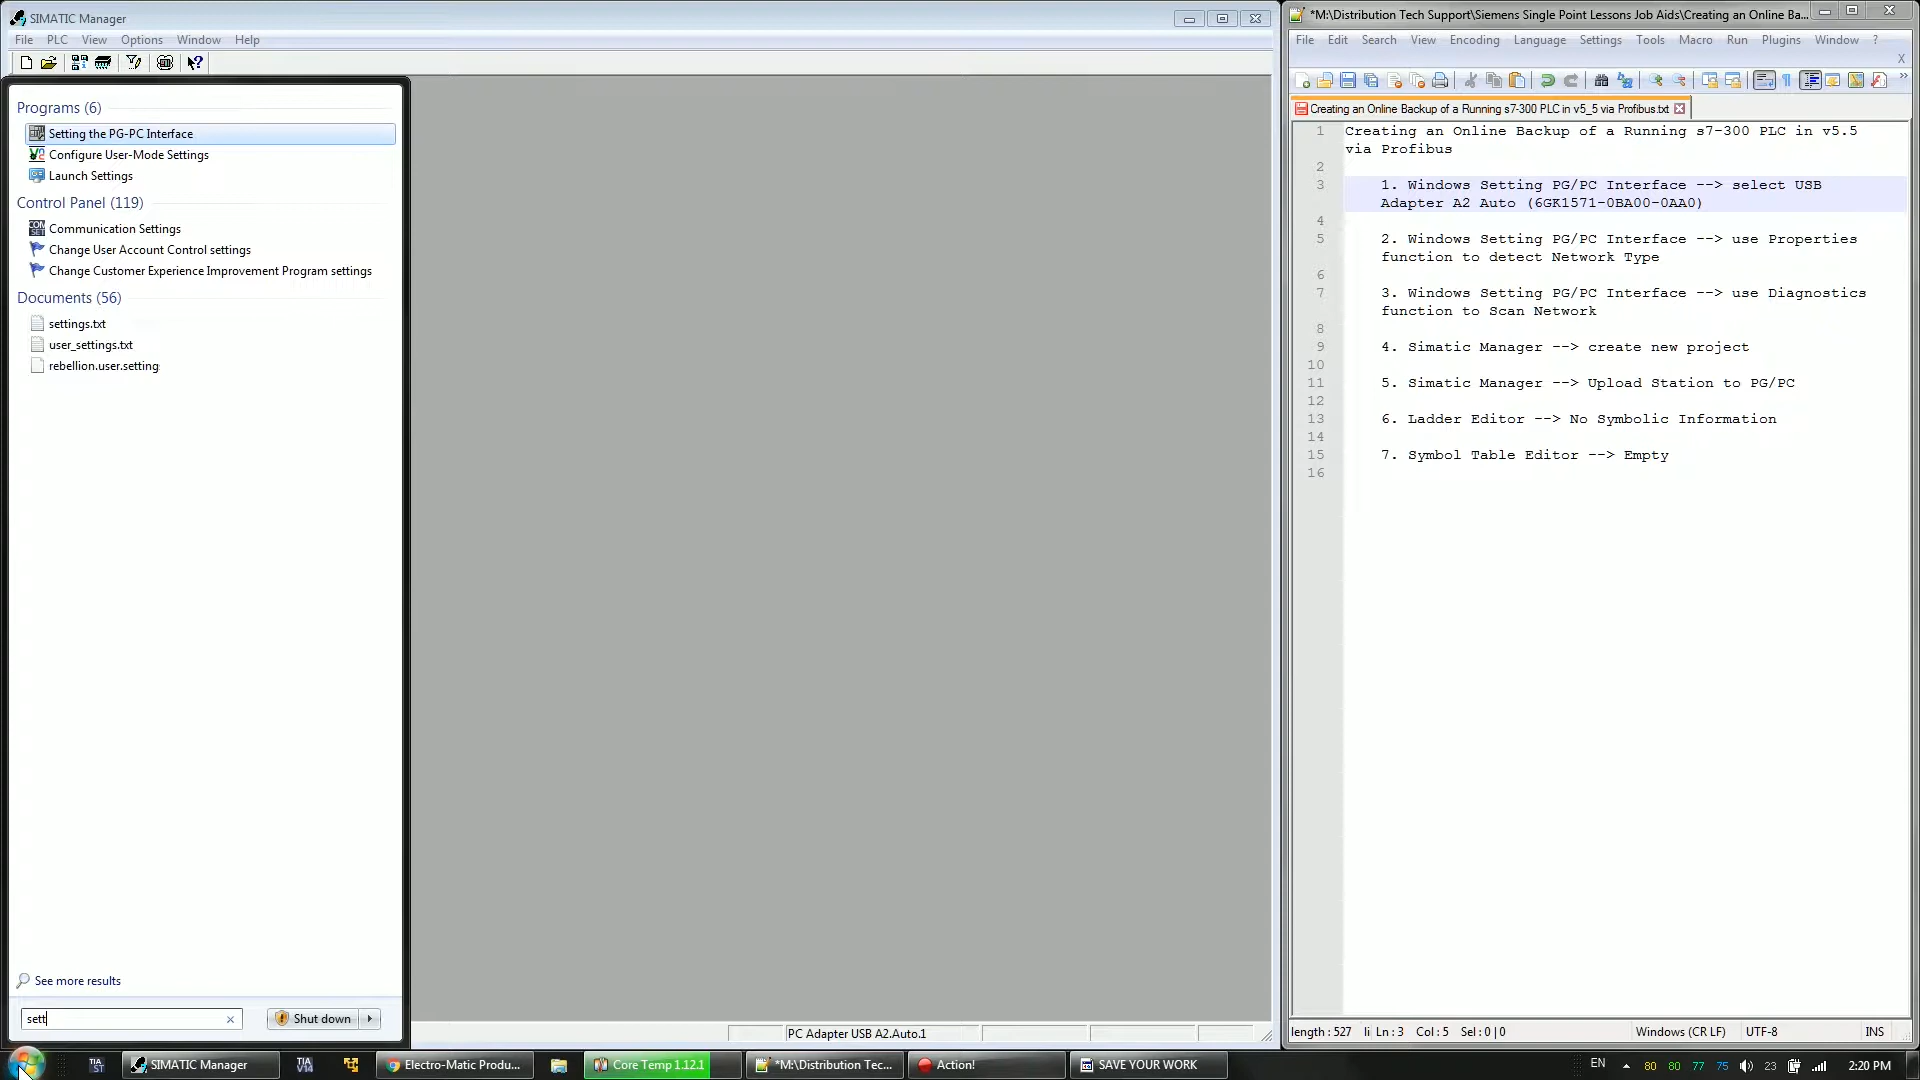 SIMATIC Manager
File PLC View Options Window Help
Programs (6)
Setting the PG-PC Interface
Configure User-Mode Settings
Launch Settings
Control Panel (119)
Communication Settings
Change User Account Control settings
Change Customer Experience Improvement Program settings
Documents (56)
settings.txt
user_settings.txt
rebellion.user.setting
See more results
sett
Shut down
PC Adapter USB A2.Auto.1
*M:\Distribution Tech Support\Siemens Single Point Lessons Job Aids\Creating an Online Ba...
File Edit Search View Encoding Language Settings Tools Macro Run Plugins Window ?
X
Creating an Online Backup of a Running s7-300 PLC in v5_5 via Profibus.txt
1 Creating an Online Backup of a Running s7-300 PLC in v5.5
via Profibus
2
3 1. Windows Setting PG/PC Interface --> select USB
Adapter A2 Auto (6GK1571-0BA00-0AA0)
4
5 2. Windows Setting PG/PC Interface --> use Properties
function to detect Network Type
6
7 3. Windows Setting PG/PC Interface --> use Diagnostics
function to Scan Network
8
9 4. Simatic Manager --> create new project
10
11 5. Simatic Manager --> Upload Station to PG/PC
12
13 6. Ladder Editor --> No Symbolic Information
14
15 7. Symbol Table Editor --> Empty
16
length : 527 li Ln : 3 Col : 5 Sel : 0 | 0 Windows (CR LF) UTF-8 INS
TIA ST SIMATIC Manager TIA V14 Electro-Matic Produ... Core Temp 1.12.1 *M:\Distribution Tec... Action! SAVE YOUR WORK EN 80 80 77 75 23 2:20 PM